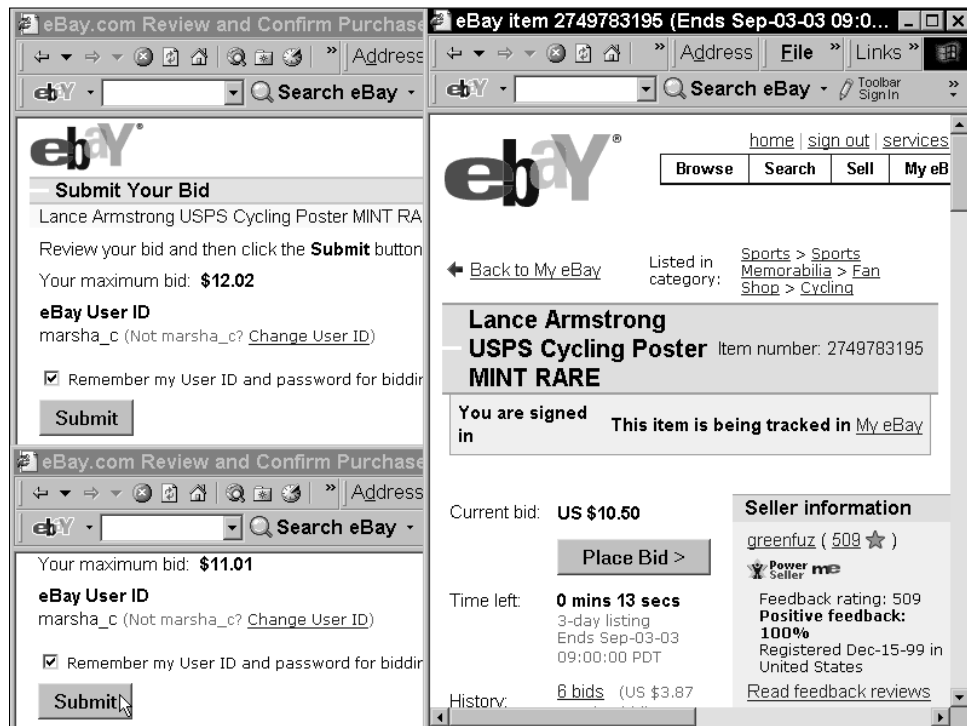 eBay.com Review and Confirm Purchase
Address
ebY
Search eBay
ebaY®
Submit Your Bid
Lance Armstrong USPS Cycling Poster MINT RAR
Review your bid and then click the Submit button
Your maximum bid: $12.02
eBay User ID
marsha_c (Not marsha_c? Change User ID)
Remember my User ID and password for biddin
Submit
eBay.com Review and Confirm Purchase
Address
ebY
Search eBay
Your maximum bid: $11.01
eBay User ID
marsha_c (Not marsha_c? Change User ID)
Remember my User ID and password for biddin
Submit
eBay item 2749783195 (Ends Sep-03-03 09:0...
» Address File » Links »
ebY
Search eBay
Toolbar
Sign In
»
ebaY®
home | sign out | services
Browse Search Sell My eB
Back to My eBay
Listed in
category:
Sports > Sports
Memorabilia > Fan
Shop > Cycling
Lance Armstrong
USPS Cycling Poster
MINT RARE
Item number: 2749783195
You are signed
in
This item is being tracked in My eBay
Current bid: US $10.50
Place Bid >
Time left: 0 mins 13 secs
3-day listing
Ends Sep-03-03
09:00:00 PDT
History: 6 bids (US $3.87
Seller information
greenfuz ( 509 )
Power
Seller me
Feedback rating: 509
Positive feedback:
100%
Registered Dec-15-99 in
United States
Read feedback reviews